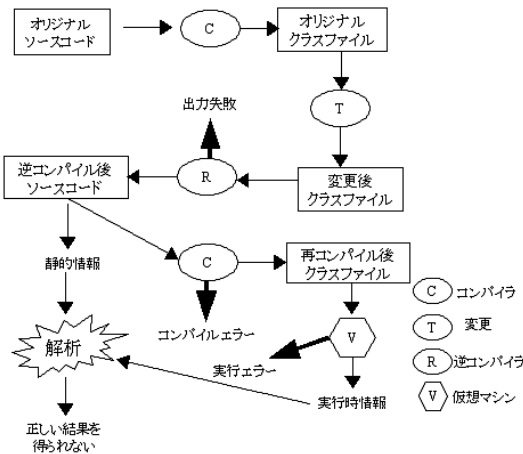 オリジナル
ソースコード
C
オリジナル
クラスファイル
T
出力失敗
逆コンパイル後
ソースコード
R
変更後
クラスファイル
静的情報
C
再コンパイル後
クラスファイル
コンパイルエラー
解析
V
実行エラー
実行時情報
正しい結果を
得られない
C コンパイラ
T 変更
R 逆コンパイラ
V 仮想マシン